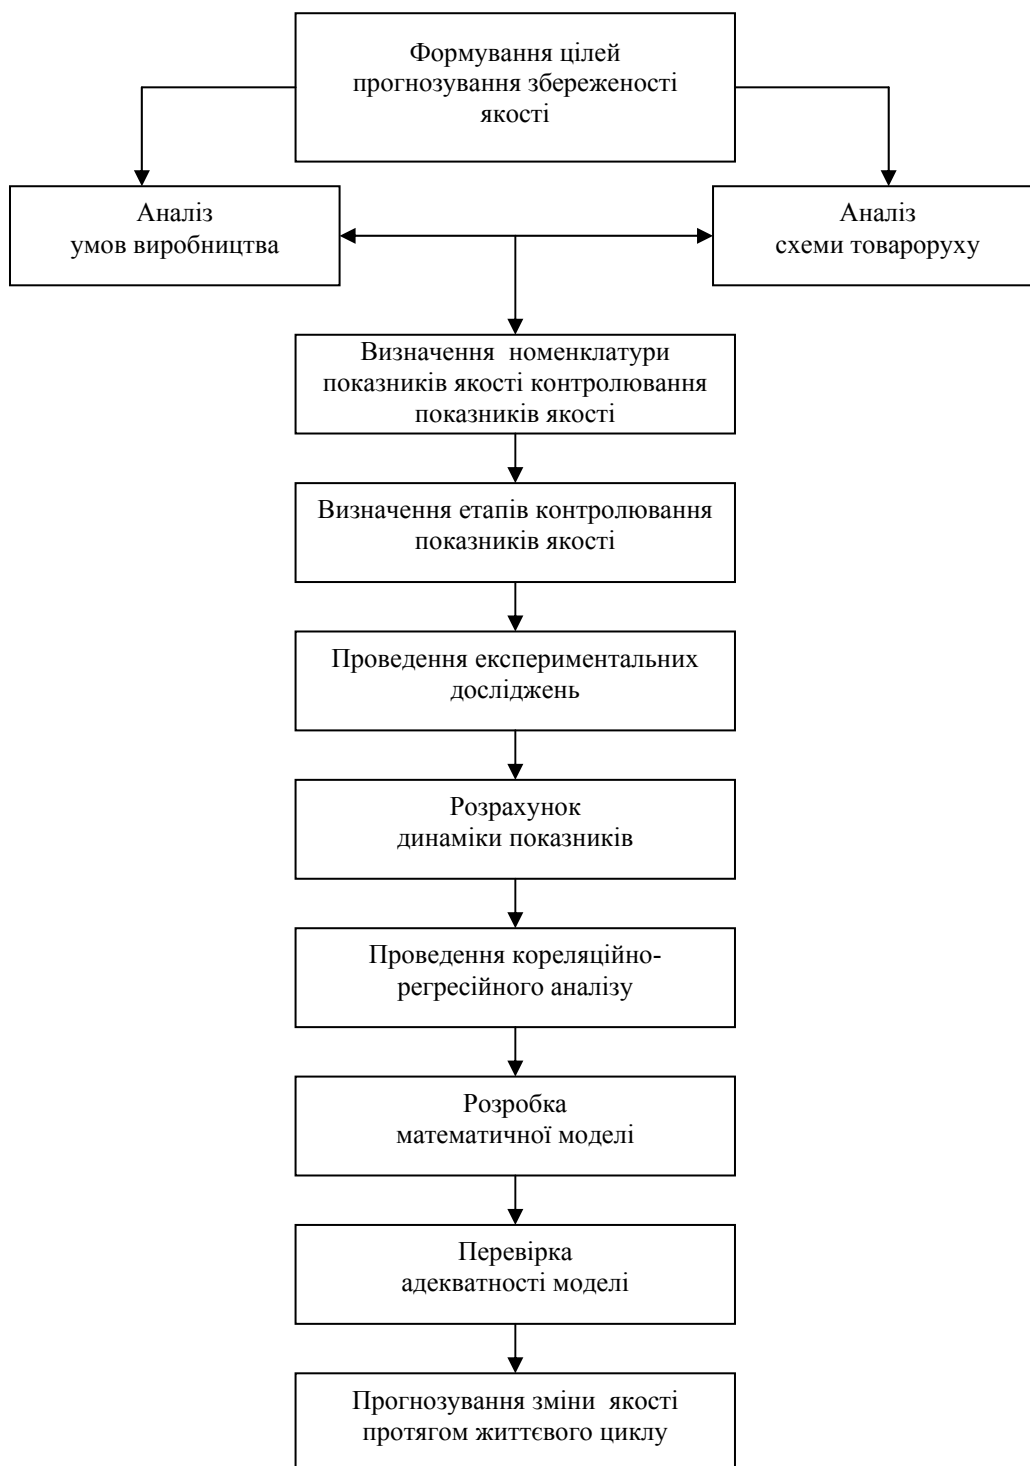 Формування цілей
прогнозування збереженості
якості
Аналіз
умов виробництва
Аналіз
схеми товароруху
Визначення  номенклатури
показників якості контролювання
показників якості
Визначення етапів контролювання
показників якості
Проведення експериментальних
досліджень
Розрахунок
динаміки показників
Проведення кореляційно-
регресійного аналізу
Розробка
математичної моделі
Перевірка
адекватності моделі
Прогнозування зміни  якості
протягом життєвого циклу